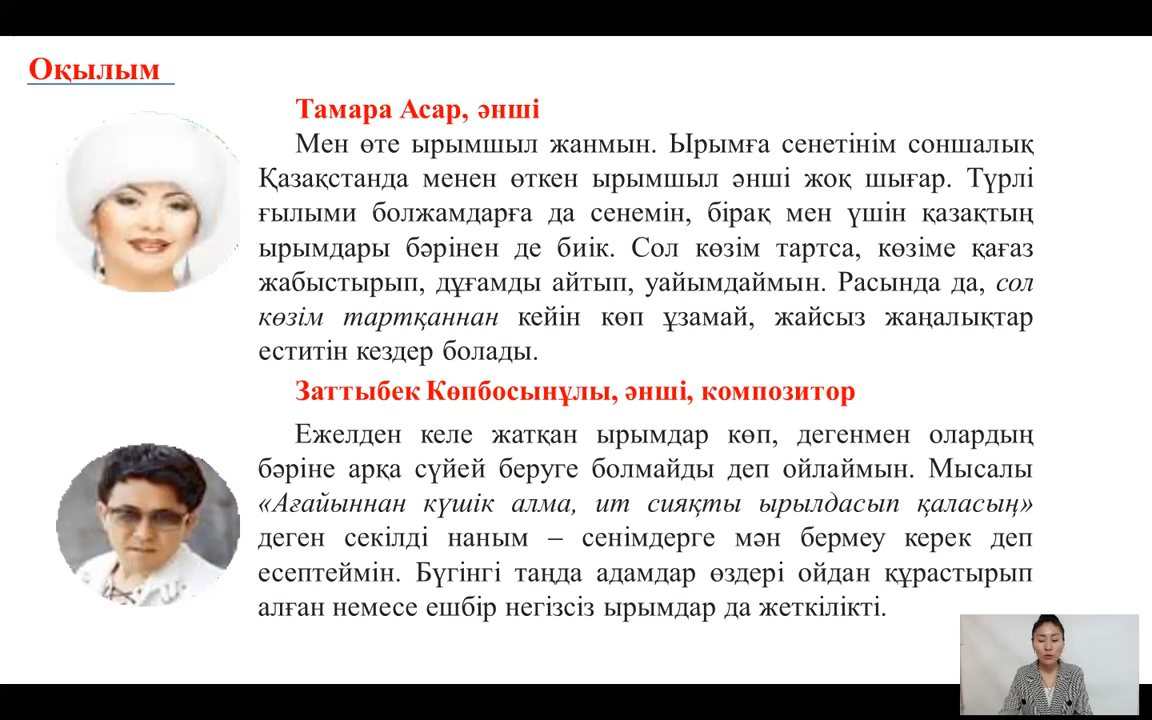 Оқылым
Тамара Асар, әнші
Мен өте ырымшыл жанмын. Ырымға сенетінім соншалық
Қазақстанда менен өткен ырымшыл әнші жоқ шығар. Түрлі
ғылыми болжамдарға да сенемін, бірақ мен үшін қазақтың
ырымдары бәрінен де биік. Сол көзім тартса, көзіме қағаз
жабыстырып, дұғамды айтып, уайымдаймын. Расында да, сол
көзім тартқаннан кейін көп ұзамай, жайсыз жаңалықтар
еститін кездер болады.
Заттыбек Көпбосынұлы, әнші, композитор
Ежелден келе жатқан ырымдар көп, дегенмен олардың
бәріне арқа сүйей беруге болмайды деп ойлаймын. Мысалы
«Ағайыннан күшік алма, ит сияқты ырылдасып қаласың»
деген секілді наным – сенімдерге мән бермеу керек деп
есептеймін. Бүгінгі таңда адамдар өздері ойдан құрастырып
алған немесе ешбір негізсіз ырымдар да жеткілікті.